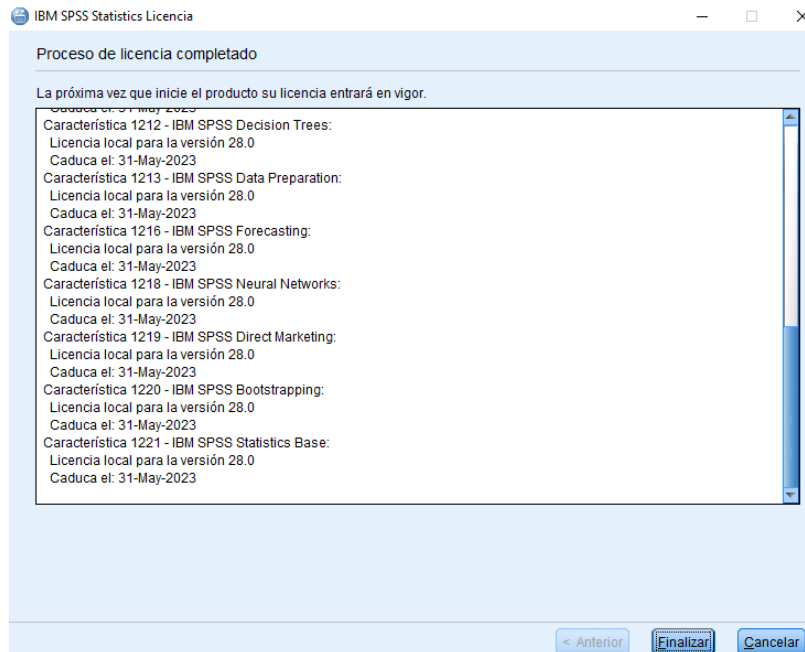 IBM SPSS Statistics Licencia
Proceso de licencia completado
La próxima vez que inicie el producto su licencia entrará en vigor.
Caduca el: 31-May-2023
Característica 1212 - IBM SPSS Decision Trees:
Licencia local para la versión 28.0
Caduca el: 31-May-2023
Característica 1213 - IBM SPSS Data Preparation:
Licencia local para la versión 28.0
Caduca el: 31-May-2023
Característica 1216 - IBM SPSS Forecasting:
Licencia local para la versión 28.0
Caduca el: 31-May-2023
Característica 1218 - IBM SPSS Neural Networks:
Licencia local para la versión 28.0
Caduca el: 31-May-2023
Característica 1219 - IBM SPSS Direct Marketing:
Licencia local para la versión 28.0
Caduca el: 31-May-2023
Característica 1220 - IBM SPSS Bootstrapping:
Licencia local para la versión 28.0
Caduca el: 31-May-2023
Característica 1221 - IBM SPSS Statistics Base:
Licencia local para la versión 28.0
Caduca el: 31-May-2023
< Anterior Finalizar Cancelar